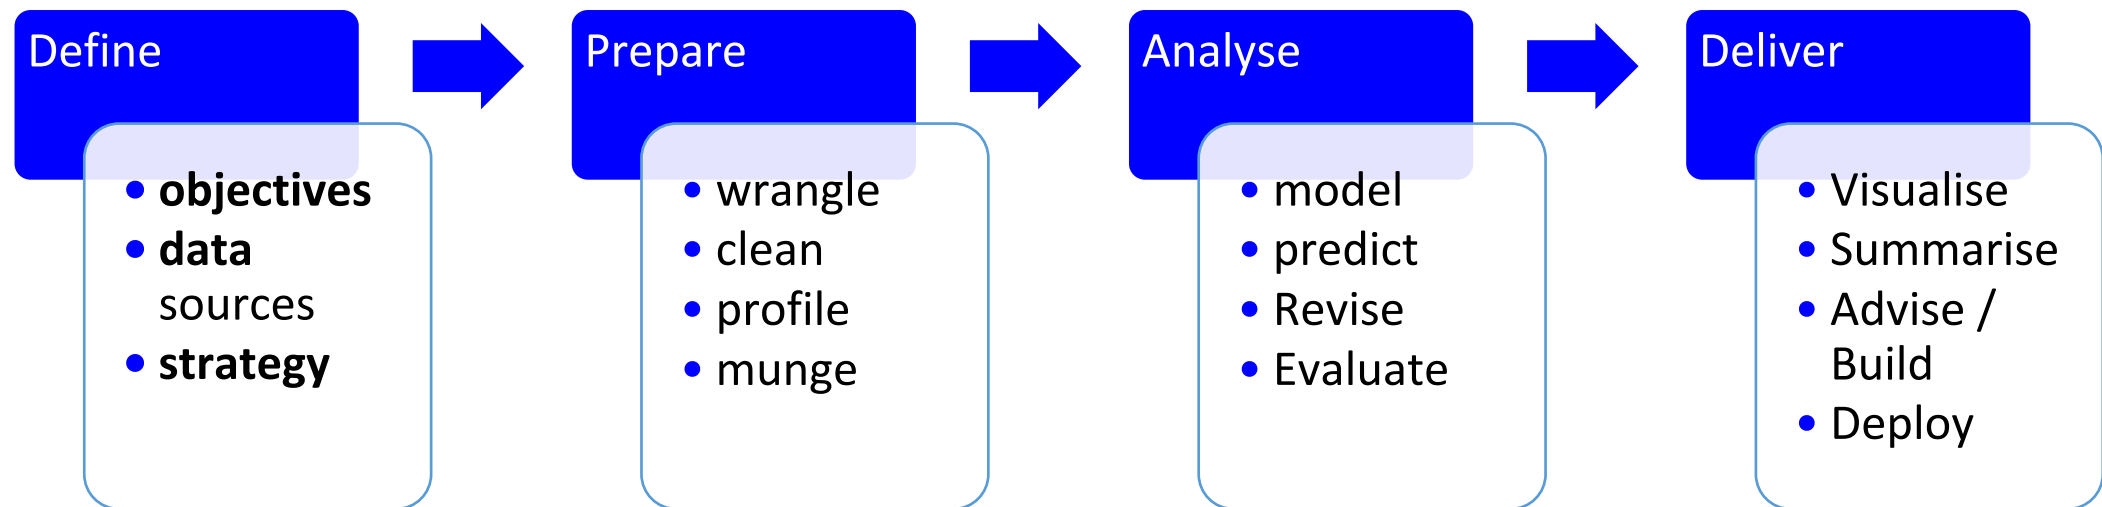 Define
• objectives
• data
sources
• strategy
Prepare
• wrangle
• clean
• profile
• munge
Analyse
• model
• predict
• Revise
• Evaluate
Deliver
• Visualise
• Summarise
• Advise /
Build
• Deploy